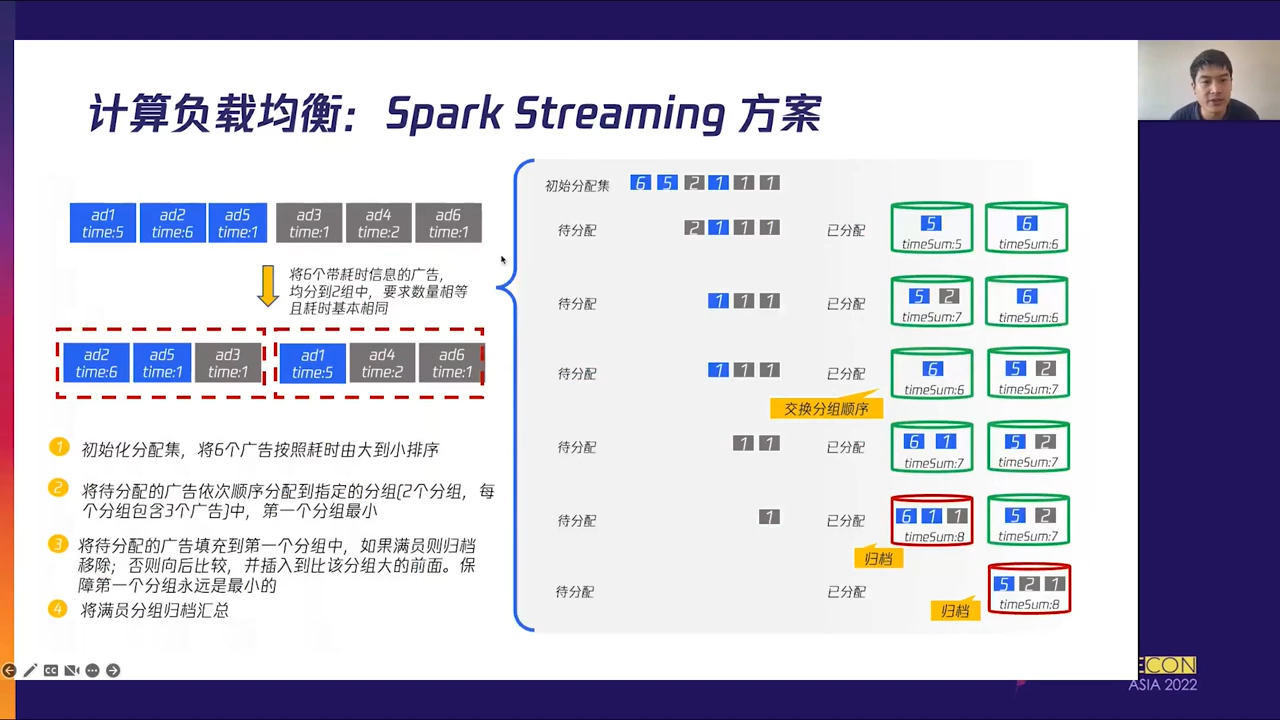 计算负载均衡：Spark Streaming 方案
ad1
time:5
ad2
time:6
ad5
time:1
ad3
time:1
ad4
time:2
ad6
time:1
将6个带耗时信息的广告，
均分到2组中，要求数量相等
且耗时基本相同
ad2
time:6
ad5
time:1
ad3
time:1
ad1
time:5
ad4
time:2
ad6
time:1
1 初始化分配集，将6个广告按照耗时由大到小排序
2 将待分配的广告依次顺序分配到指定的分组(2个分组，每
个分组包含3个广告)中，第一个分组最小
3 将待分配的广告填充到第一个分组中，如果满员则归档
移除；否则向后比较，并插入到比该分组大的前面。保
障第一个分组永远是最小的
4 将满员分组归档汇总
初始分配集 6 5 2 1 1 1
待分配 2 1 1 1 已分配 5 6
timeSum:5 timeSum:6
待分配 1 1 1 已分配 5 2 6
timeSum:7 timeSum:6
待分配 1 1 1 已分配 6 5 2
timeSum:6 timeSum:7
交换分组顺序
待分配 1 1 已分配 6 1 5 2
timeSum:7 timeSum:7
待分配 1 已分配 6 1 1 5 2
timeSum:8 timeSum:7
归档
待分配 已分配 5 2 1
timeSum:8
归档
CC
ECON
ASIA 2022